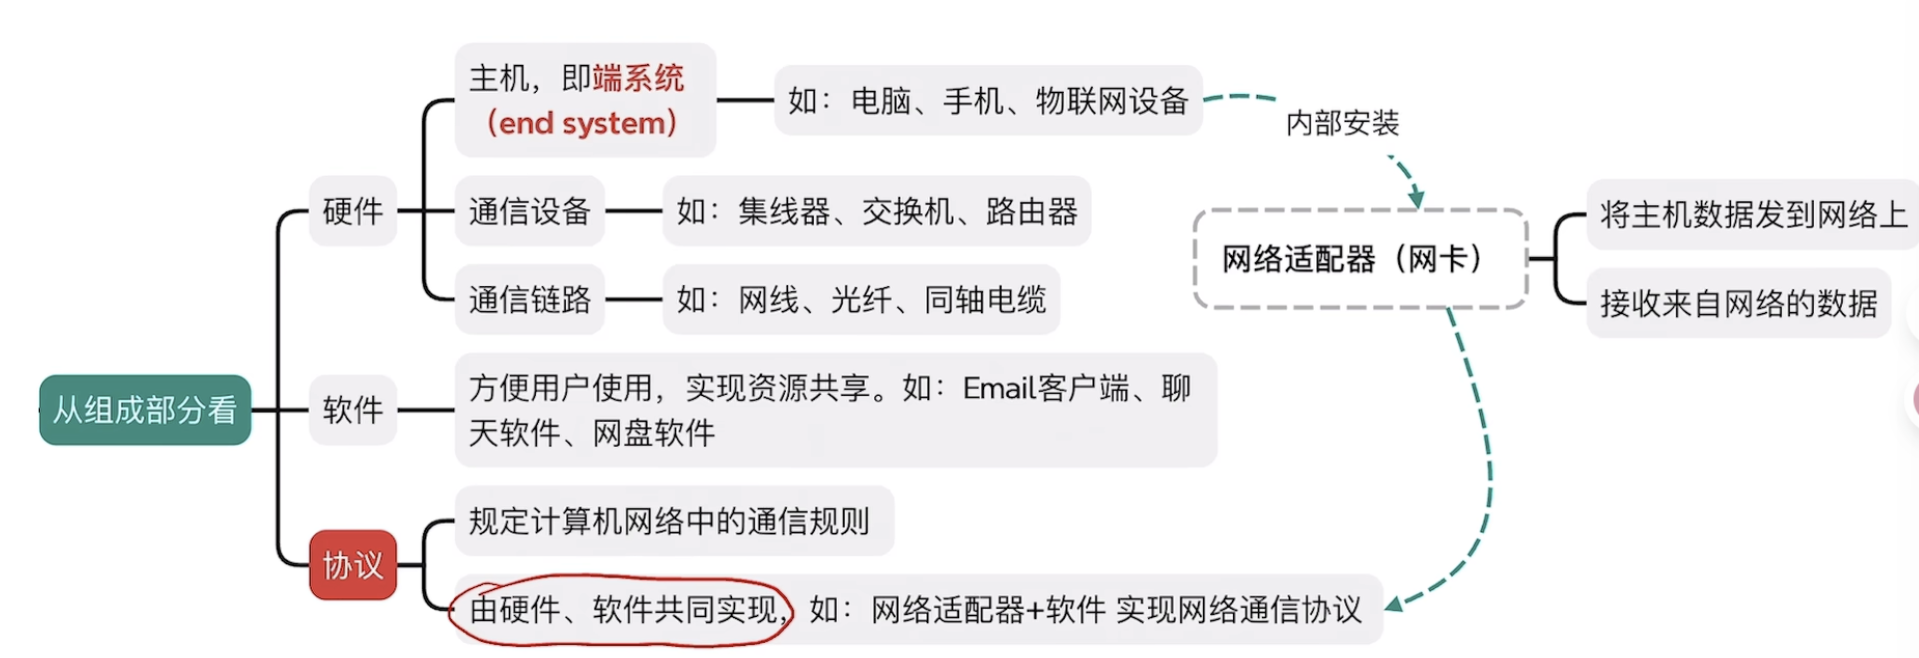 主机，即端系统
（end system）
如：电脑、手机、物联网设备
内部安装
硬件
通信设备
如：集线器、交换机、路由器
网络适配器（网卡）
将主机数据发到网络上
接收来自网络的数据
通信链路
如：网线、光纤、同轴电缆
从组成部分看
软件
方便用户使用，实现资源共享。如：Email客户端、聊
天软件、网盘软件
协议
规定计算机网络中的通信规则
由硬件、软件共同实现，如：网络适配器+软件 实现网络通信协议